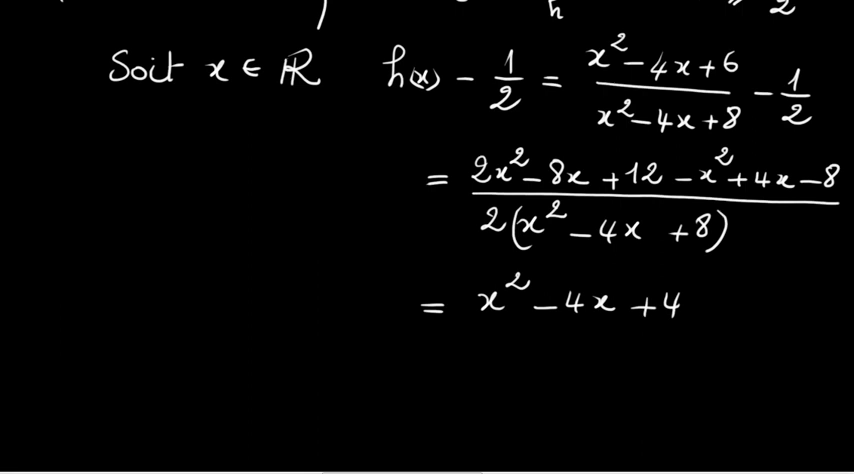 h 2
Soit x ∈ ℝ h(x) - 1/2 = (x² - 4x + 6)/(x² - 4x + 8) - 1/2
= (2x² - 8x + 12 - x² + 4x - 8)/(2(x² - 4x + 8))
= x² - 4x + 4